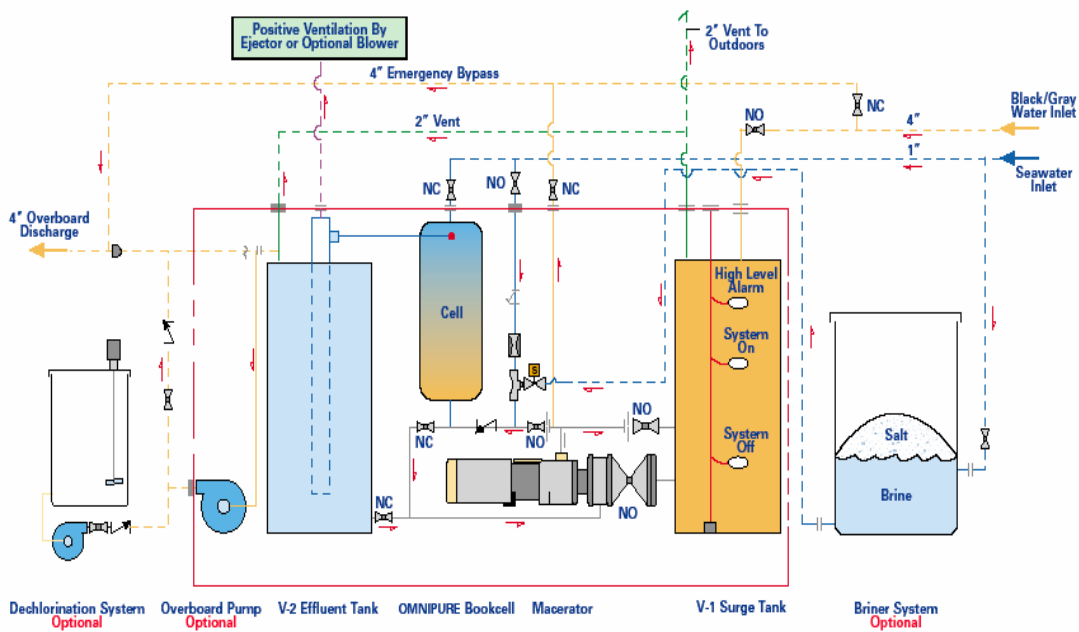 Positive Ventilation By
Ejector or Optional Blower
2" Vent To
Outdoors
4" Emergency Bypass
NC
Black/Gray
Water Inlet
NO
4"
2" Vent
1"
Seawater
Inlet
NC
NO
NC
4" Overboard
Discharge
High Level
Alarm
Cell
System
On
S
NO
Salt
NC
NO
System
Off
Brine
NC
NO
Dechlorination System
Optional
Overboard Pump
Optional
V-2 Effluent Tank
OMNIPURE Bookcell
Macerator
V-1 Surge Tank
Briner System
Optional